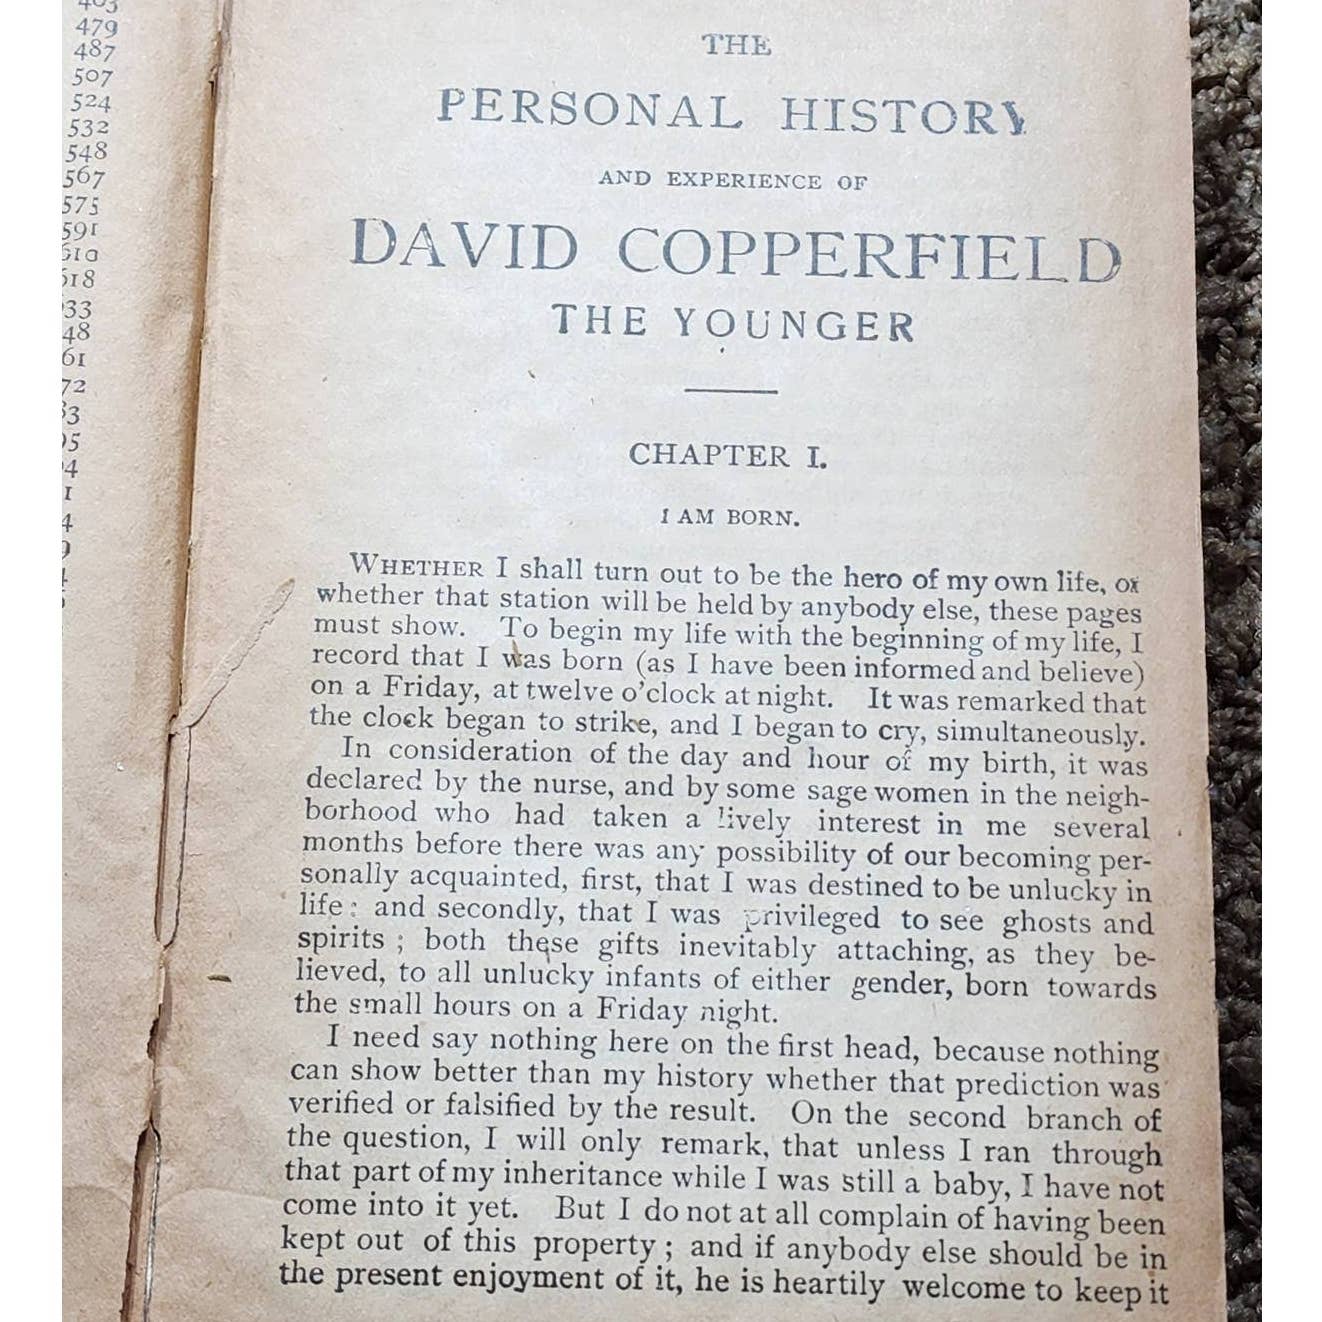 479
487
507
524
532
548
567
575
591
610
618
33
48
61
72
83
95
THE
PERSONAL HISTORY
AND EXPERIENCE OF
DAVID COPPERFIELD
THE YOUNGER
CHAPTER I.
I AM BORN.
WHETHER I shall turn out to be the hero of my own life, or
whether that station will be held by anybody else, these pages
must show. To begin my life with the beginning of my life, I
record that I was born (as I have been informed and believe)
on a Friday, at twelve o'clock at night. It was remarked that
the clock began to strike, and I began to cry, simultaneously.
In consideration of the day and hour of my birth, it was
declared by the nurse, and by some sage women in the neigh-
borhood who had taken a lively interest in me several
months before there was any possibility of our becoming per-
sonally acquainted, first, that I was destined to be unlucky in
life: and secondly, that I was privileged to see ghosts and
spirits; both these gifts inevitably attaching, as they be-
lieved, to all unlucky infants of either gender, born towards
the small hours on a Friday night.
I need say nothing here on the first head, because nothing
can show better than my history whether that prediction was
verified or falsified by the result. On the second branch of
the question, I will only remark, that unless I ran through
that part of my inheritance while I was still a baby, I have not
come into it yet. But I do not at all complain of having been
kept out of this property; and if anybody else should be in
the present enjoyment of it, he is heartily welcome to keep it